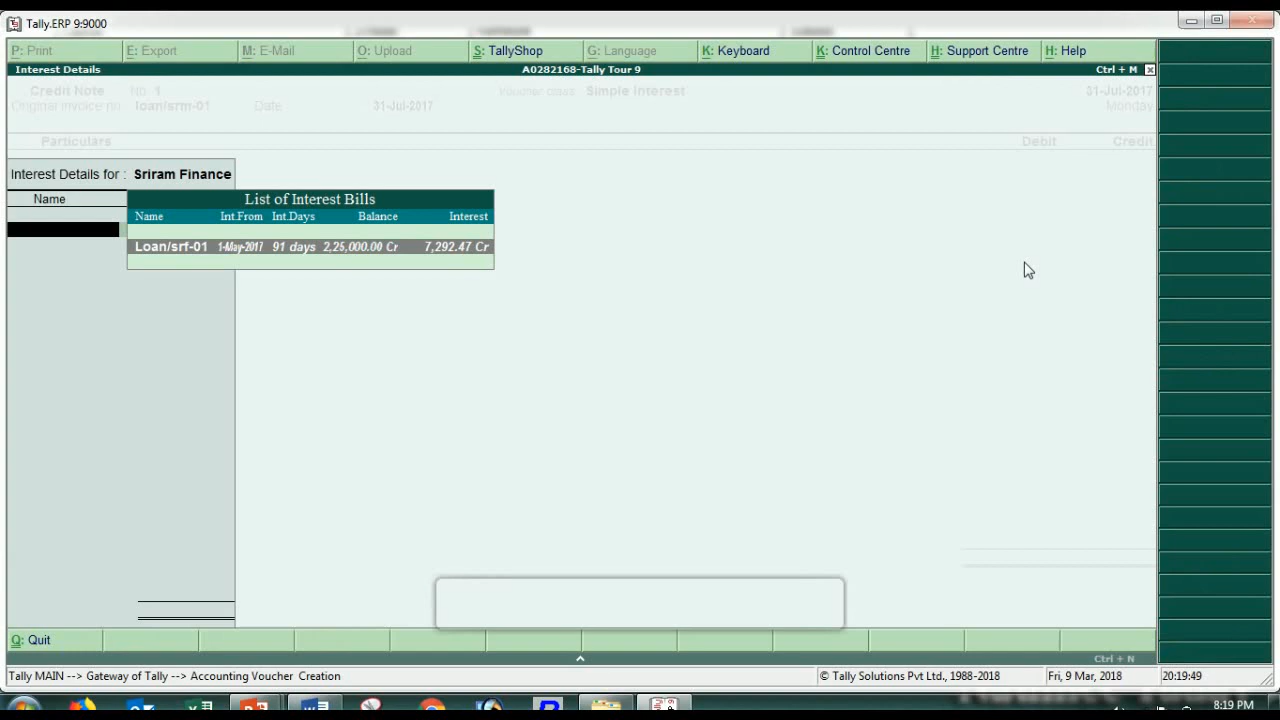 Tally.ERP 9:9000
P: Print E: Export M: E-Mail O: Upload S: TallyShop G: Language K: Keyboard K: Control Centre H: Support Centre H: Help
Interest Details A0282168-Tally Tour 9 Ctrl + M
Credit Note No. 1 Voucher class: Simple Interest 31-Jul-2017
Original invoice no.: loan/srm-01 Date 31-Jul-2017 Monday
Particulars Debit Credit
Interest Details for : Sriram Finance
Name List of Interest Bills
Name Int.From Int.Days Balance Interest
Loan/srf-01 1-May-2017 91 days 2,25,000.00 Cr 7,292.47 Cr
Q: Quit
Ctrl + N
Tally MAIN --> Gateway of Tally --> Accounting Voucher Creation © Tally Solutions Pvt Ltd., 1988-2018 Fri, 9 Mar, 2018 20:19:49
8:19 PM